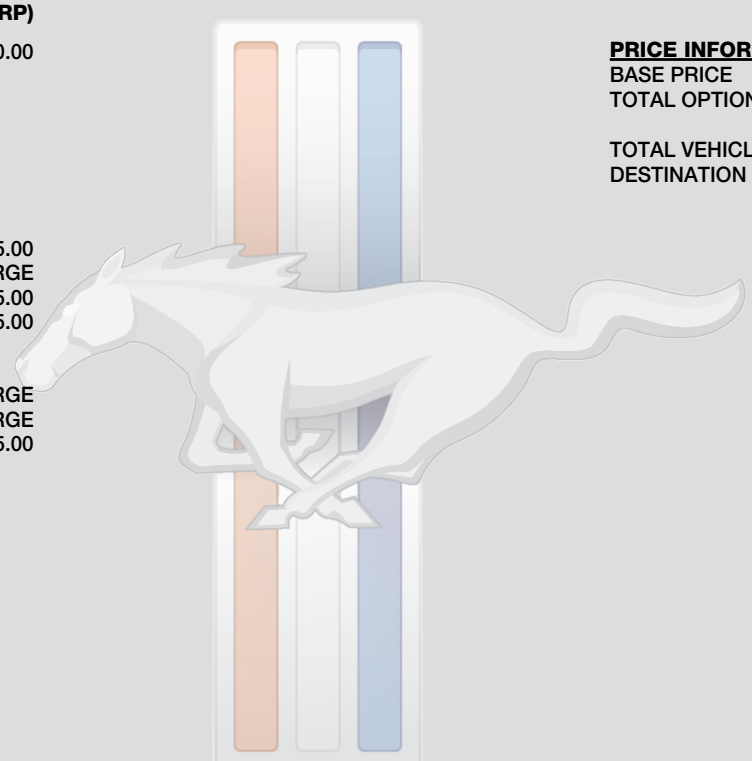 RP)
0.00
5.00
RGE
5.00
5.00
RGE
RGE
5.00
PRICE INFOR
BASE PRICE
TOTAL OPTION
TOTAL VEHICL
DESTINATION